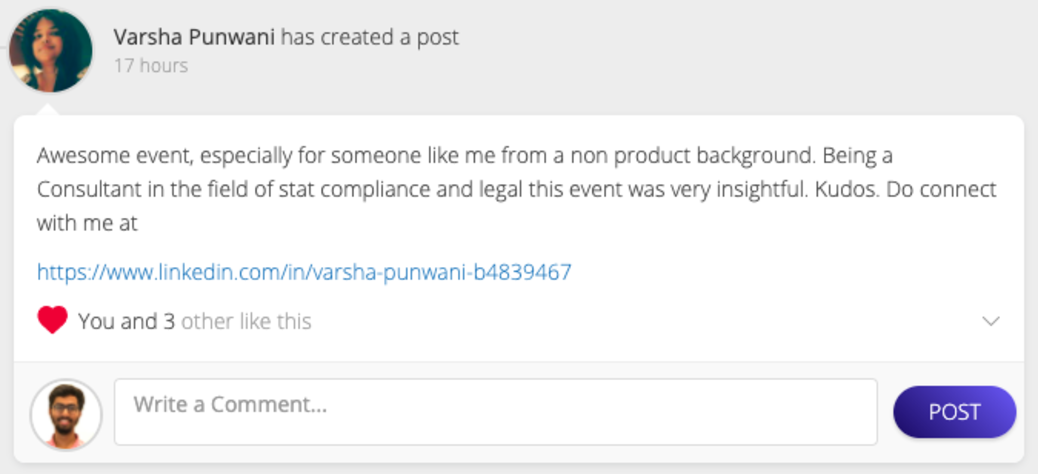 Varsha Punwani has created a post
17 hours
Awesome event, especially for someone like me from a non product background. Being a
Consultant in the field of stat compliance and legal this event was very insightful. Kudos. Do connect
with me at
https://www.linkedin.com/in/varsha-punwani-b4839467
You and 3 other like this
Write a Comment...
POST